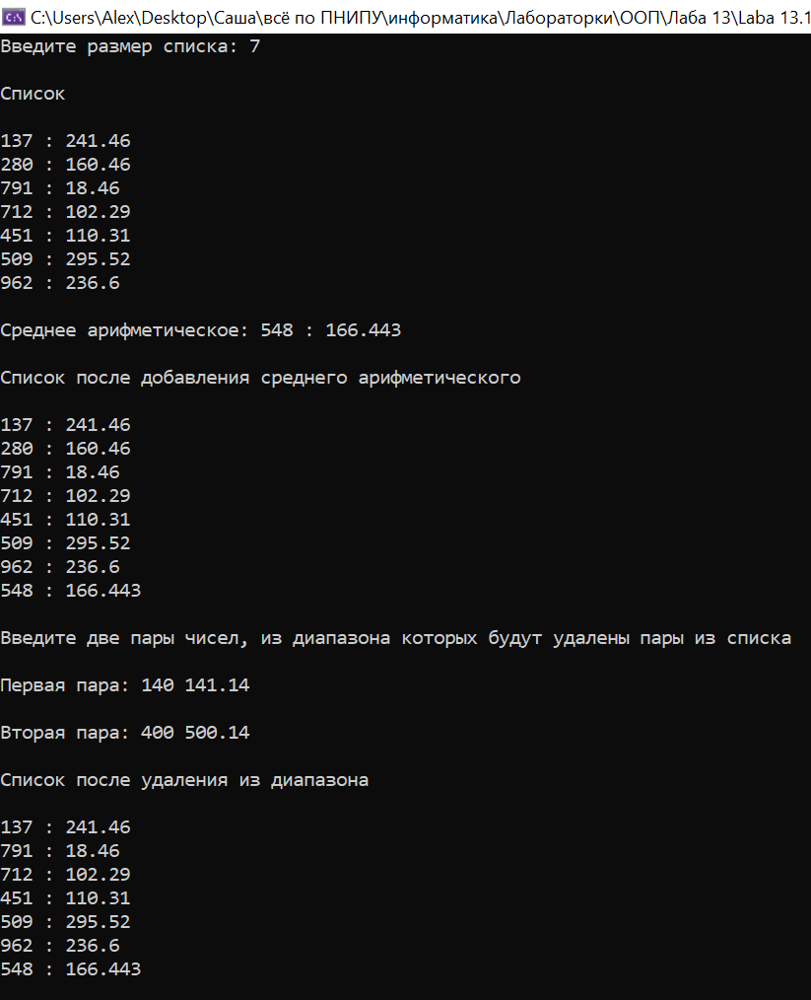 C:\Users\Alex\Desktop\Саша\всё по ПНИПУ\информатика\Лабораторки\ООП\Лаба 13\Laba 13.1
Введите размер списка: 7
Список
137 : 241.46
280 : 160.46
791 : 18.46
712 : 102.29
451 : 110.31
509 : 295.52
962 : 236.6
Среднее арифметическое: 548 : 166.443
Список после добавления среднего арифметического
137 : 241.46
280 : 160.46
791 : 18.46
712 : 102.29
451 : 110.31
509 : 295.52
962 : 236.6
548 : 166.443
Введите две пары чисел, из диапазона которых будут удалены пары из списка
Первая пара: 140 141.14
Вторая пара: 400 500.14
Список после удаления из диапазона
137 : 241.46
791 : 18.46
712 : 102.29
451 : 110.31
509 : 295.52
962 : 236.6
548 : 166.443